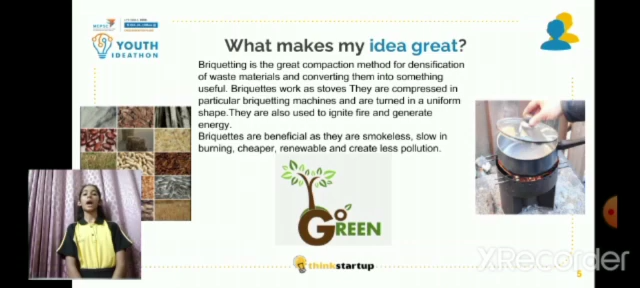 YOUTH
IDEATHON
What makes my idea great?
Briquetting is the great compaction method for densification
of waste materials and converting them into something
useful. Briquettes work as stoves They are compressed in
particular briquetting machines and are turned in a uniform
shape.They are also used to ignite fire and generate
energy.
Briquettes are beneficial as they are smokeless, slow in
burning, cheaper, renewable and create less pollution.
Go
GREEN
thinkstartup
XRecorder
5